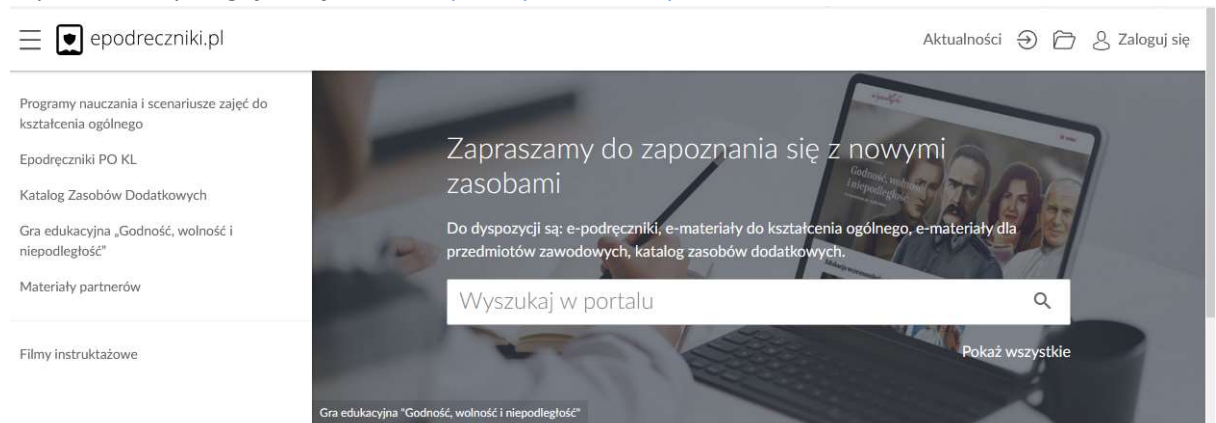 epodreczniki.pl
Aktualności
Zaloguj się
Programy nauczania i scenariusze zajęć do
kształcenia ogólnego
Epodręczniki PO KL
Katalog Zasobów Dodatkowych
Gra edukacyjna „Godność, wolność i
niepodległość”
Materiały partnerów
Filmy instruktażowe
Zapraszamy do zapoznania się z nowymi
zasobami
Do dyspozycji są: e-podręczniki, e-materiały do kształcenia ogólnego, e-materiały dla
przedmiotów zawodowych, katalog zasobów dodatkowych.
Wyszukaj w portalu
Pokaż wszystkie
Godność, wolność
i niepodległość
Gra edukacyjna "Godność, wolność i niepodległość"